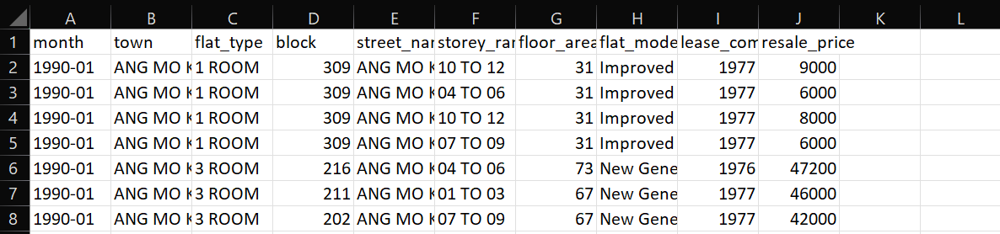 A B C D E F G H I J K L
1 month town flat_type block street_nar storey_rar floor_area flat_mode lease_com resale_price
2 1990-01 ANG MO K 1 ROOM 309 ANG MO K 10 TO 12 31 Improved 1977 9000
3 1990-01 ANG MO K 1 ROOM 309 ANG MO K 04 TO 06 31 Improved 1977 6000
4 1990-01 ANG MO K 1 ROOM 309 ANG MO K 10 TO 12 31 Improved 1977 8000
5 1990-01 ANG MO K 1 ROOM 309 ANG MO K 07 TO 09 31 Improved 1977 6000
6 1990-01 ANG MO K 3 ROOM 216 ANG MO K 04 TO 06 73 New Gene 1976 47200
7 1990-01 ANG MO K 3 ROOM 211 ANG MO K 01 TO 03 67 New Gene 1977 46000
8 1990-01 ANG MO K 3 ROOM 202 ANG MO K 07 TO 09 67 New Gene 1977 42000